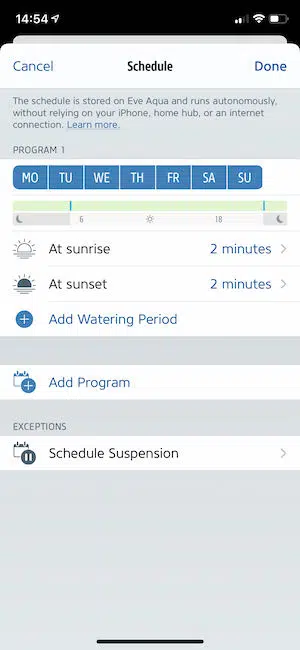 14:54
Cancel Schedule Done
The schedule is stored on Eve Aqua and runs autonomously,
without relying on your iPhone, home hub, or an internet
connection. Learn more.
PROGRAM 1
MO TU WE TH FR SA SU
6 18
At sunrise 2 minutes
At sunset 2 minutes
Add Watering Period
Add Program
EXCEPTIONS
Schedule Suspension